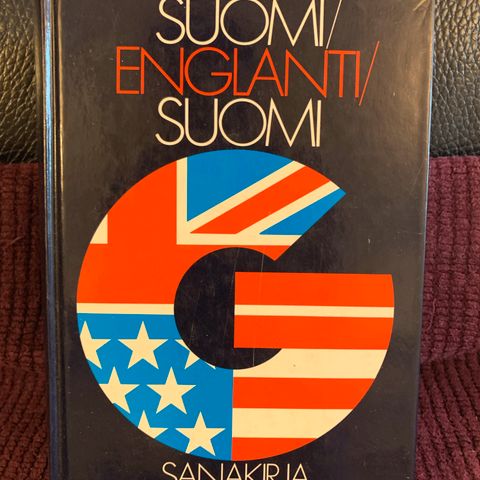 SUOMI/
ENGLANTI/
SUOMI
G
SANAKIRJA